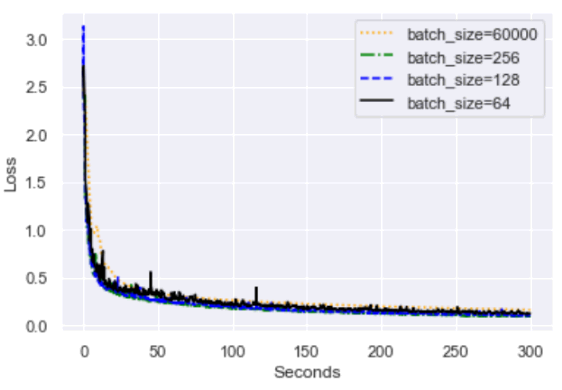 3.0
2.5
2.0
1.5
1.0
0.5
0.0
Loss
batch_size=60000
batch_size=256
batch_size=128
batch_size=64
0 50 100 150 200 250 300
Seconds